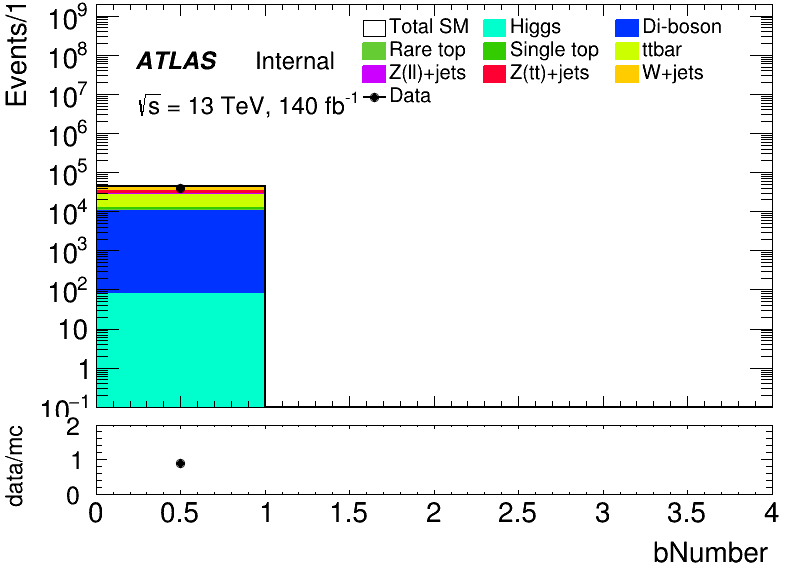 Events/1
10⁹
10⁸
10⁷
10⁶
10⁵
10⁴
10³
10²
10
1
10⁻¹
ATLAS Internal
√s = 13 TeV, 140 fb⁻¹
Total SM Higgs Di-boson
Rare top Single top ttbar
Z(ll)+jets Z(tt)+jets W+jets
Data
data/mc
2
1
0
0 0.5 1 1.5 2 2.5 3 3.5 4
bNumber